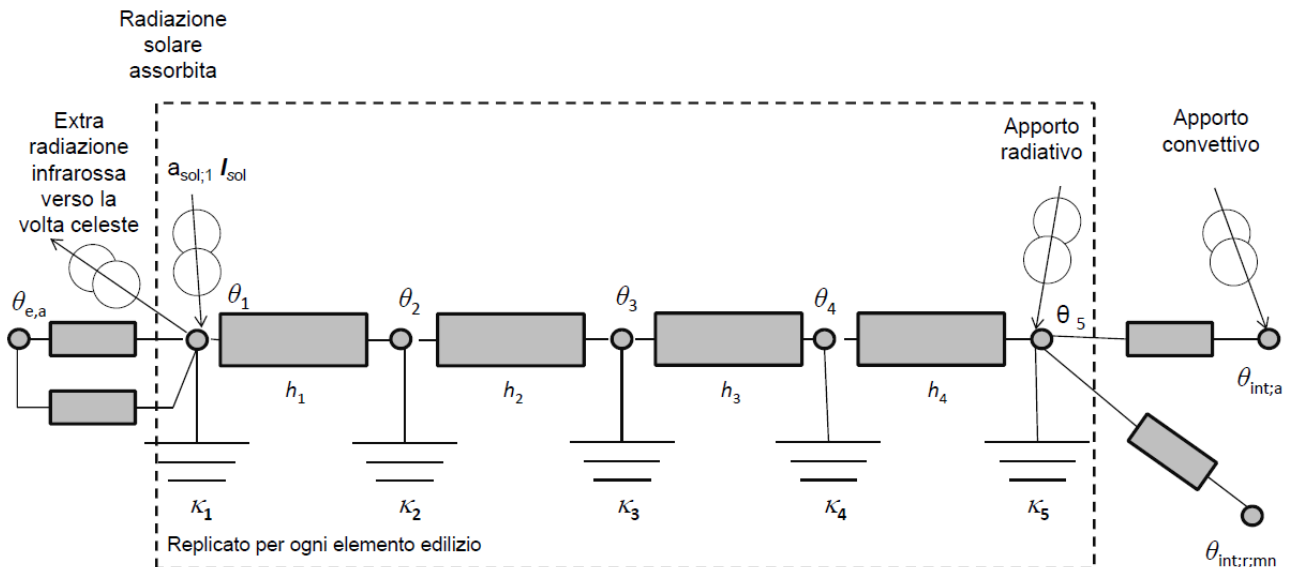 Radiazione
solare
assorbita
Extra
radiazione
infrarossa
verso la
volta celeste
a_sol;1 I_sol
Apporto
radiativo
Apporto
convettivo
θ_e,a
θ_1
θ_2
θ_3
θ_4
θ_5
θ_int;a
h_1
h_2
h_3
h_4
κ_1
κ_2
κ_3
κ_4
κ_5
θ_int;r;mn
Replicato per ogni elemento edilizio